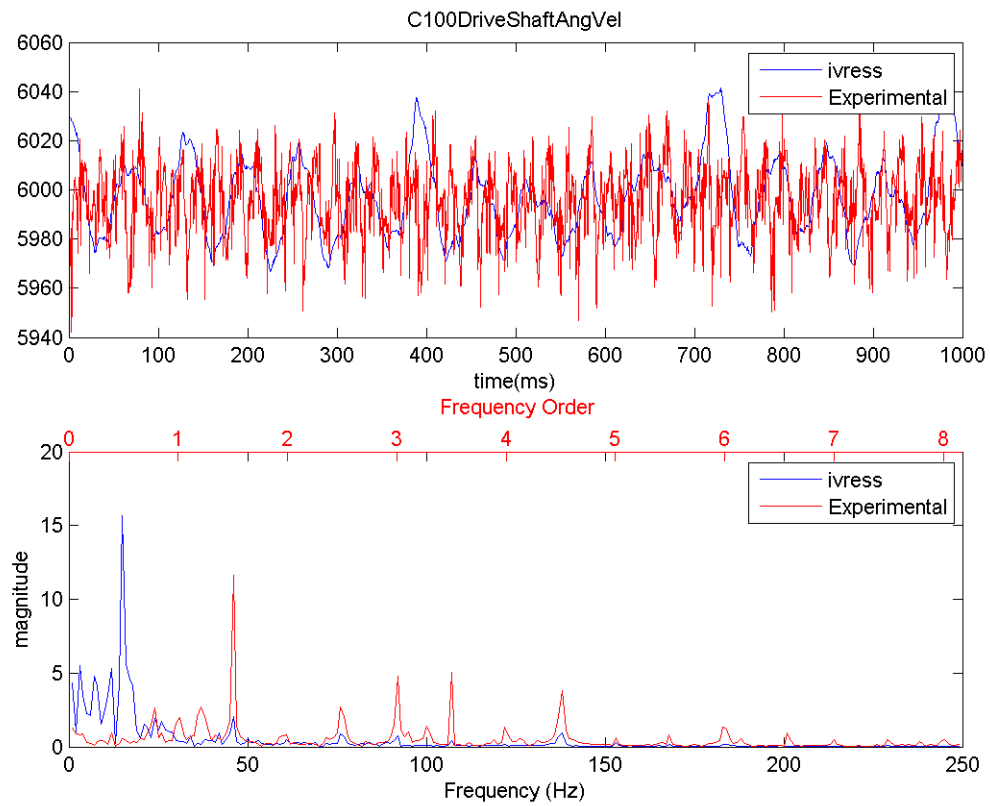 C100DriveShaftAngVel
6060
6040
6020
6000
5980
5960
5940
ivress
Experimental
0 100 200 300 400 500 600 700 800 900 1000
time(ms)
Frequency Order
0 1 2 3 4 5 6 7 8
20
15
10
5
0
magnitude
ivress
Experimental
0 50 100 150 200 250
Frequency (Hz)